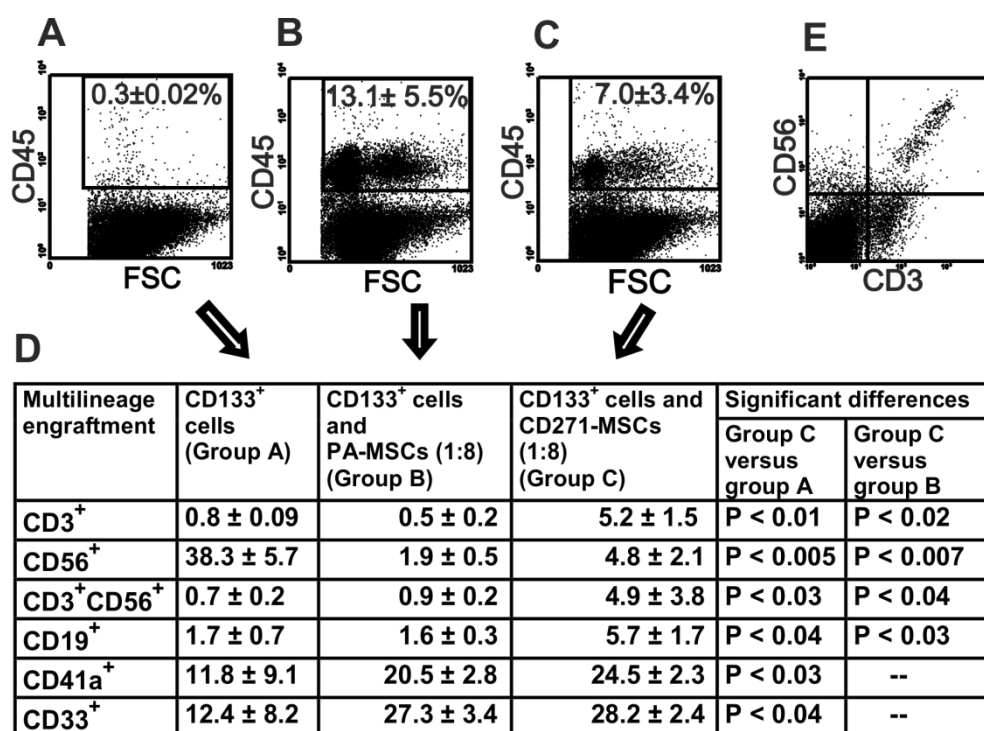 A
B
C
E
0.3±0.02%
13.1± 5.5%
7.0±3.4%
CD45
CD45
CD45
CD56
0
1023
0
1023
0
1023
FSC
FSC
FSC
CD3
D
Multilineage engraftment
CD133+ cells (Group A)
CD133+ cells and PA-MSCs (1:8) (Group B)
CD133+ cells and CD271-MSCs (1:8) (Group C)
Significant differences
Group C versus group A
Group C versus group B
CD3+ 0.8 ± 0.09 0.5 ± 0.2 5.2 ± 1.5 P < 0.01 P < 0.02
CD56+ 38.3 ± 5.7 1.9 ± 0.5 4.8 ± 2.1 P < 0.005 P < 0.007
CD3+CD56+ 0.7 ± 0.2 0.9 ± 0.2 4.9 ± 3.8 P < 0.03 P < 0.04
CD19+ 1.7 ± 0.7 1.6 ± 0.3 5.7 ± 1.7 P < 0.04 P < 0.03
CD41a+ 11.8 ± 9.1 20.5 ± 2.8 24.5 ± 2.3 P < 0.03 --
CD33+ 12.4 ± 8.2 27.3 ± 3.4 28.2 ± 2.4 P < 0.04 --